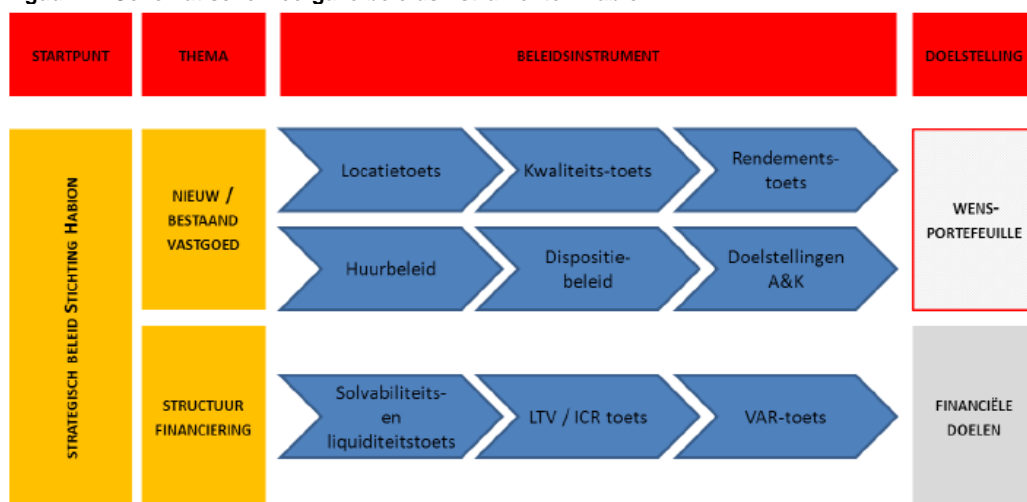 STARTPUNT
THEMA
BELEIDSINSTRUMENT
DOELSTELLING
STRATEGISCH BELEID STICHTING HABION
NIEUW /
BESTAAND
VASTGOED
Locatietoets
Kwaliteits-toets
Rendements-
toets
Huurbeleid
Dispositie-
beleid
Doelstellingen
A&K
WENS-
PORTEFEUILLE
STRUCTUUR
FINANCIERING
Solvabiliteits-
en
liquiditeitstoets
LTV / ICR toets
VAR-toets
FINANCIËLE
DOELEN